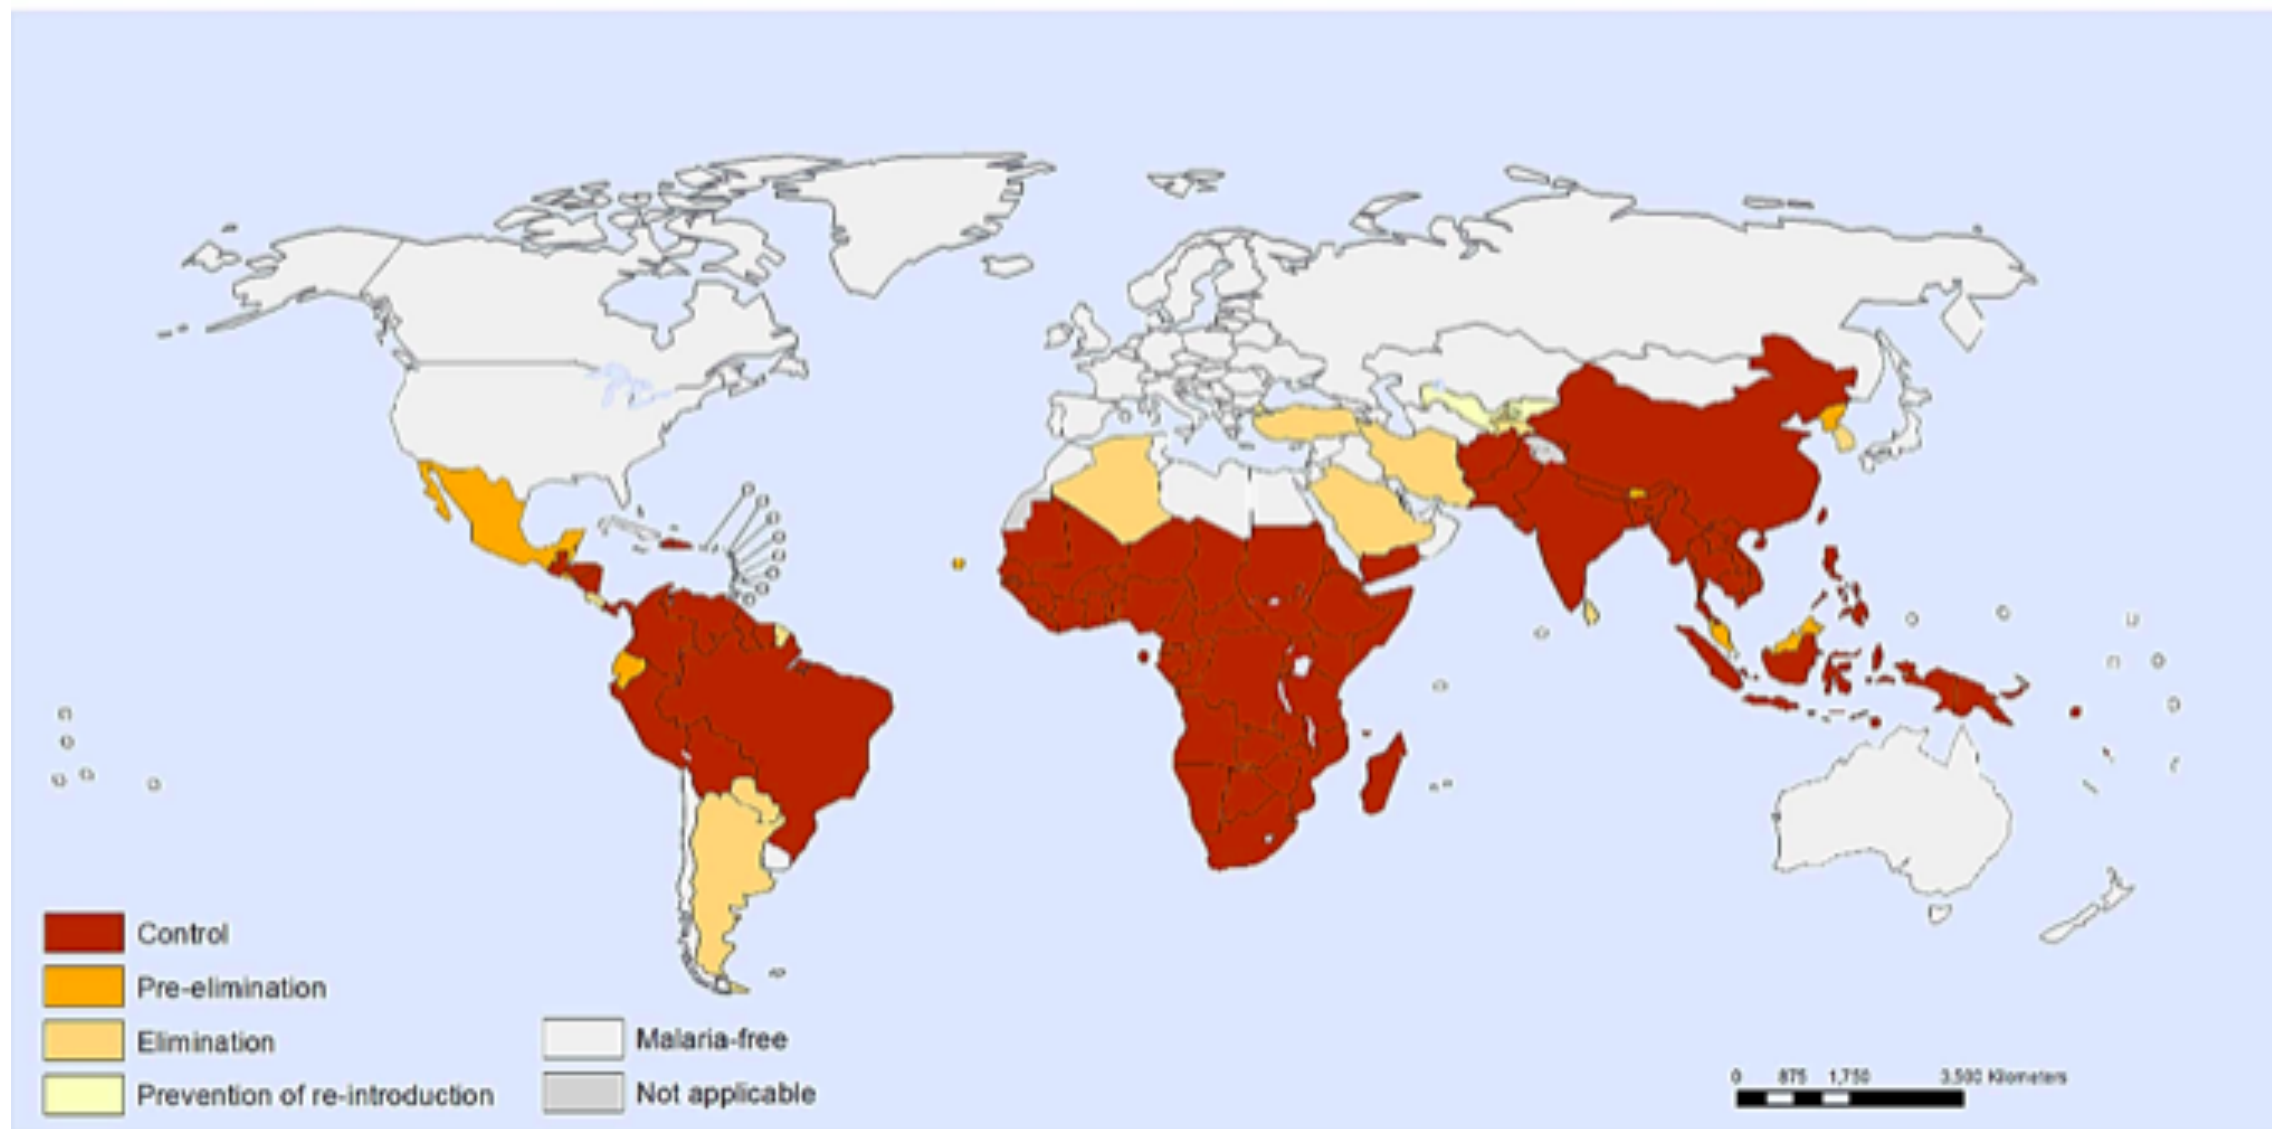 Control
Pre-elimination
Elimination
Prevention of re-introduction
Malaria-free
Not applicable
0 875 1,750 3,500 Kilometers